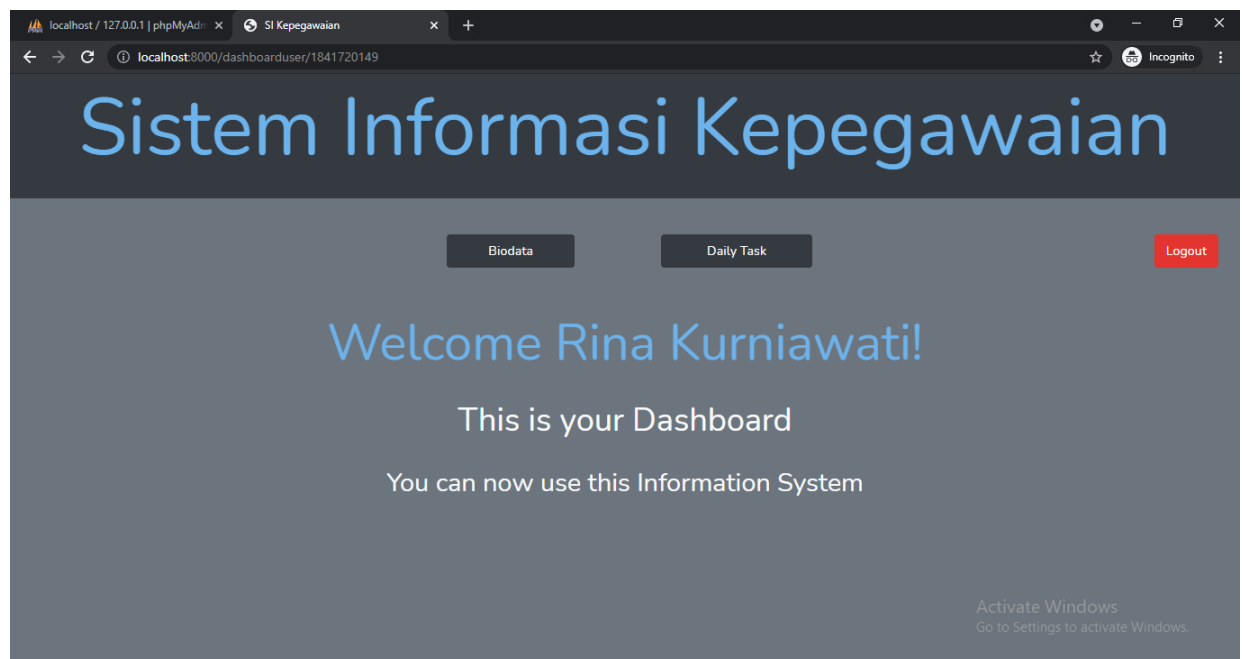 localhost / 127.0.0.1 | phpMyAdm
SI Kepegawaian
localhost:8000/dashboarduser/1841720149
Incognito
Sistem Informasi Kepegawaian
Biodata
Daily Task
Logout
Welcome Rina Kurniawati!
This is your Dashboard
You can now use this Information System
Activate Windows
Go to Settings to activate Windows.